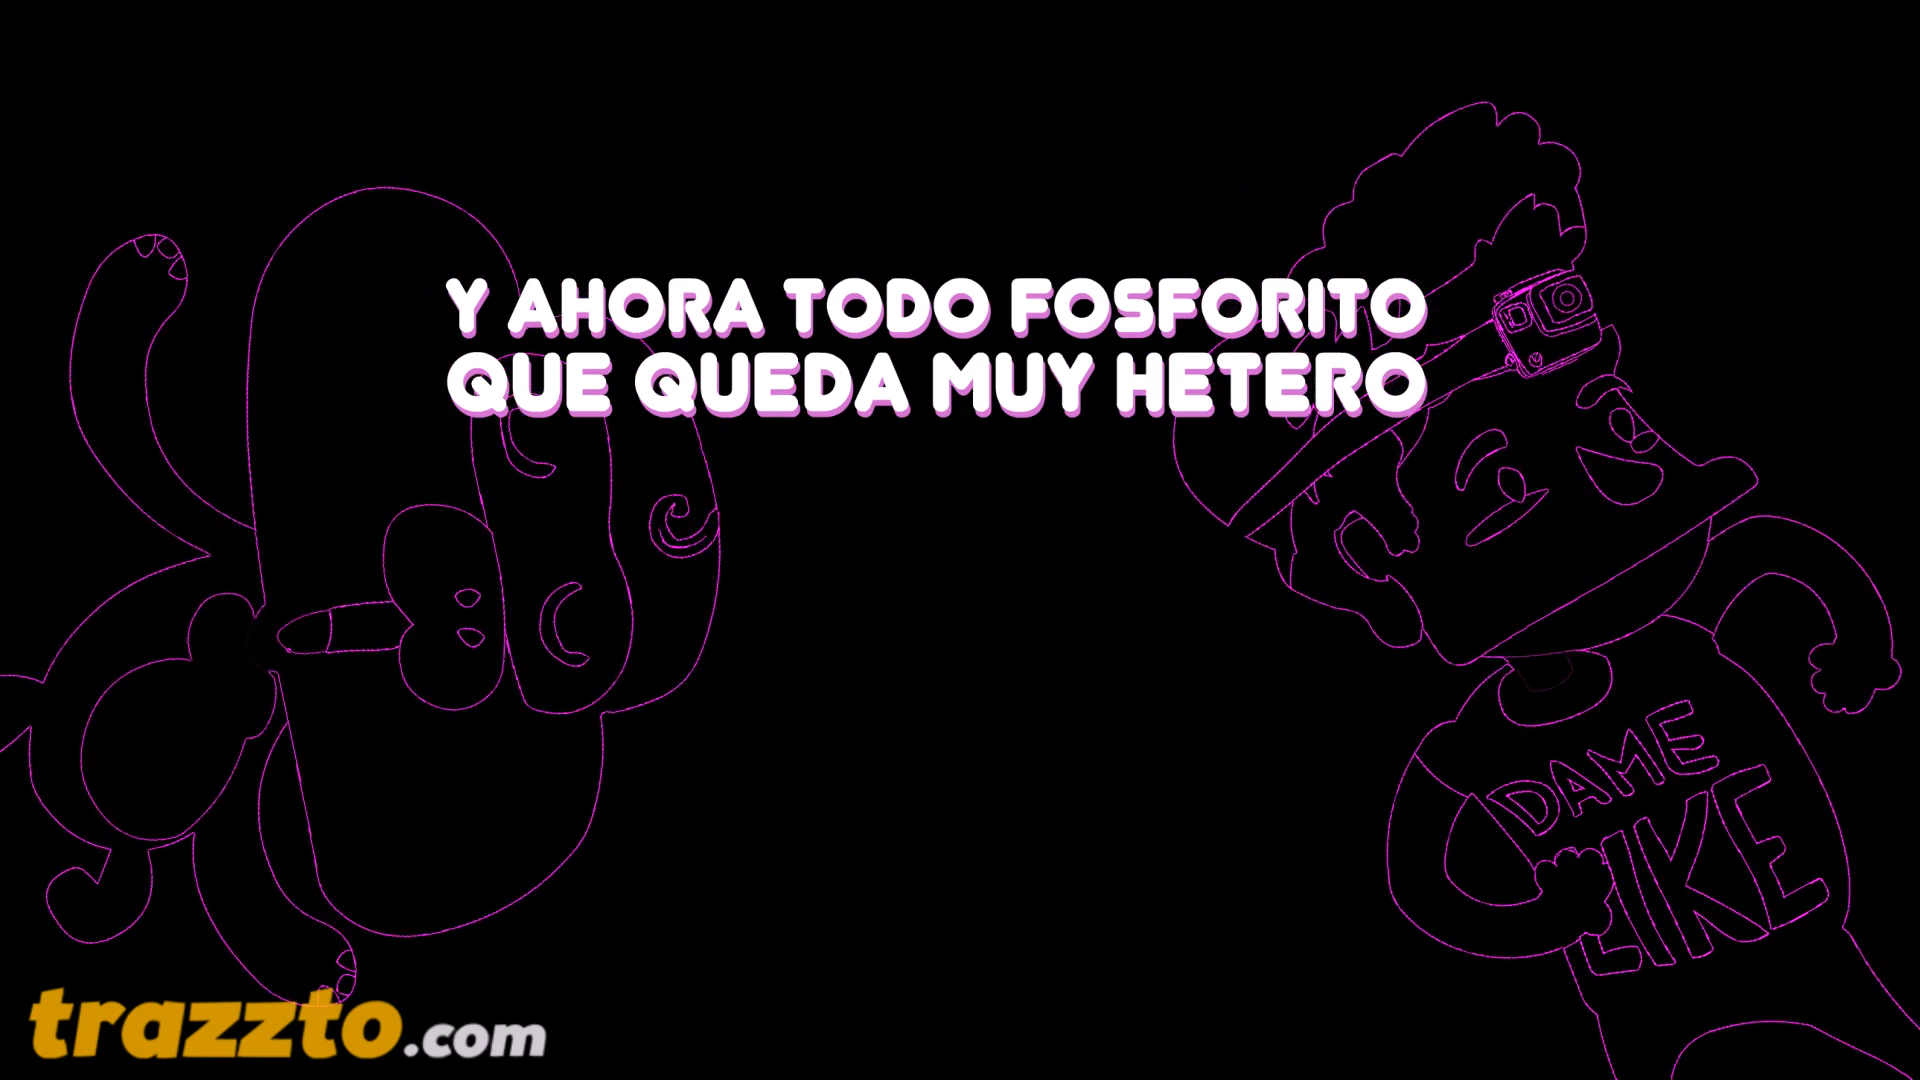 Y AHORA TODO FOSFORITO
QUE QUEDA MUY HETERO
DAME
LIKE
trazzto.com